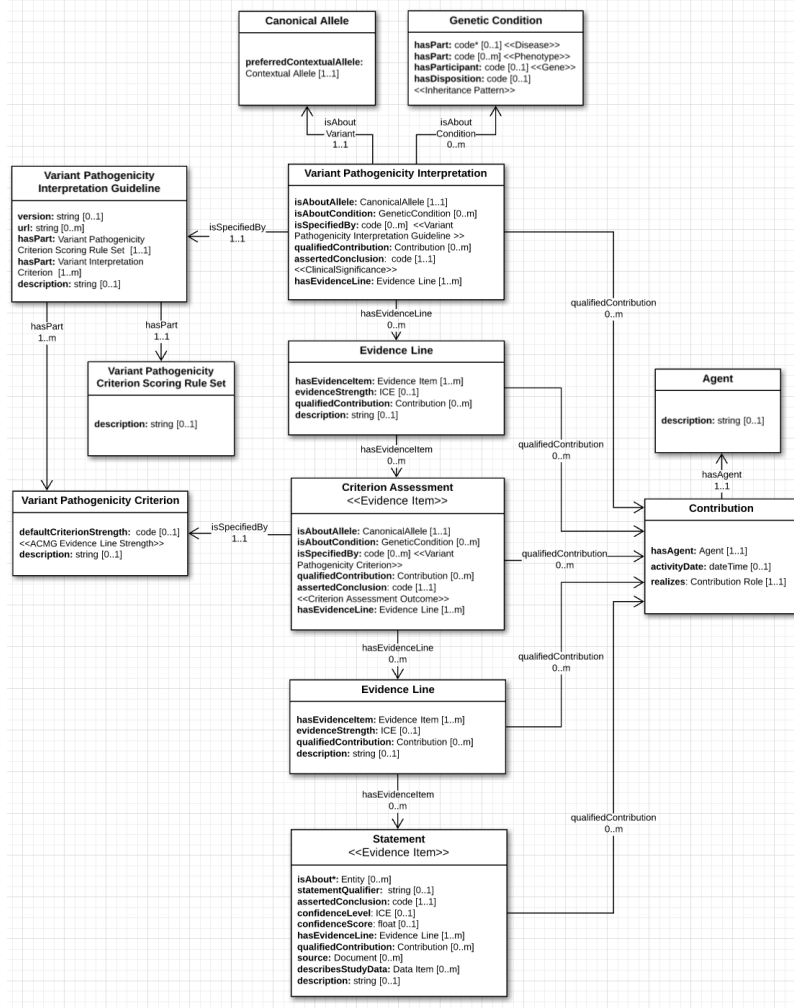 Canonical Allele
preferredContextualAllele:
Contextual Allele [1..1]
Genetic Condition
hasPart: code* [0..1] <<Disease>>
hasPart: code [0..m] <<Phenotype>>
hasParticipant: code [0..1] <<Gene>>
hasDisposition: code [0..1]
<<Inheritance Pattern>>
isAbout
Variant
1..1
isAbout
Condition
0..m
Variant Pathogenicity
Interpretation Guideline
version: string [0..1]
url: string [0..m]
hasPart: Variant Pathogenicity
Criterion Scoring Rule Set [1..1]
hasPart: Variant Interpretation
Criterion [1..m]
description: string [0..1]
isSpecifiedBy
1..1
Variant Pathogenicity Interpretation
isAboutAllele: CanonicalAllele [1..1]
isAboutCondition: GeneticCondition [0..m]
isSpecifiedBy: code [0..m] <<Variant
Pathogenicity Interpretation Guideline >>
qualifiedContribution: Contribution [0..m]
assertedConclusion: code [1..1]
<<ClinicalSignificance>>
hasEvidenceLine: Evidence Line [1..m]
qualifiedContribution
0..m
hasEvidenceLine
0..m
hasPart
1..m
hasPart
1..1
Variant Pathogenicity
Criterion Scoring Rule Set
description: string [0..1]
Evidence Line
hasEvidenceItem: Evidence Item [1..m]
evidenceStrength: ICE [0..1]
qualifiedContribution: Contribution [0..m]
description: string [0..1]
qualifiedContribution
0..m
Agent
description: string [0..1]
hasAgent
1..1
hasEvidenceItem
0..m
Variant Pathogenicity Criterion
defaultCriterionStrength: code [0..1]
<<ACMG Evidence Line Strength>>
description: string [0..1]
isSpecifiedBy
1..1
Criterion Assessment
<<Evidence Item>>
isAboutAllele: CanonicalAllele [1..1]
isAboutCondition: GeneticCondition [0..m]
isSpecifiedBy: code [0..m] <<Variant
Pathogenicity Criterion>>
qualifiedContribution: Contribution [0..m]
assertedConclusion: code [1..1]
<<Criterion Assessment Outcome>>
hasEvidenceLine: Evidence Line [1..m]
qualifiedContribution
0..m
Contribution
hasAgent: Agent [1..1]
activityDate: dateTime [0..1]
realizes: Contribution Role [1..1]
hasEvidenceLine
0..m
qualifiedContribution
0..m
Evidence Line
hasEvidenceItem: Evidence Item [1..m]
evidenceStrength: ICE [0..1]
qualifiedContribution: Contribution [0..m]
description: string [0..1]
hasEvidenceItem
0..m
qualifiedContribution
0..m
Statement
<<Evidence Item>>
isAbout*: Entity [0..m]
statementQualifier: string [0..1]
assertedConclusion: code [1..1]
confidenceLevel: ICE [0..1]
confidenceScore: float [0..1]
hasEvidenceLine: Evidence Line [1..m]
qualifiedContribution: Contribution [0..m]
source: Document [0..m]
describesStudyData: Data Item [0..m]
description: string [0..1]